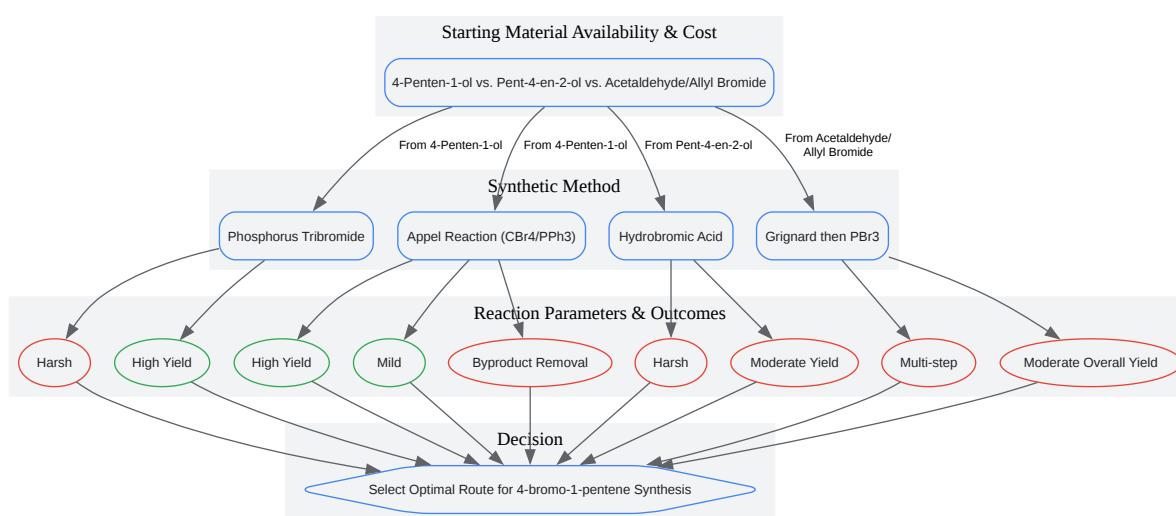 Starting Material Availability & Cost
4-Penten-1-ol vs. Pent-4-en-2-ol vs. Acetaldehyde/Allyl Bromide
From 4-Penten-1-ol
From 4-Penten-1-ol
From Pent-4-en-2-ol
From Acetaldehyde/
Allyl Bromide
Synthetic Method
Phosphorus Tribromide
Appel Reaction (CBr4/PPh3)
Hydrobromic Acid
Grignard then PBr3
Reaction Parameters & Outcomes
Harsh
High Yield
High Yield
Mild
Byproduct Removal
Harsh
Moderate Yield
Multi-step
Moderate Overall Yield
Decision
Select Optimal Route for 4-bromo-1-pentene Synthesis